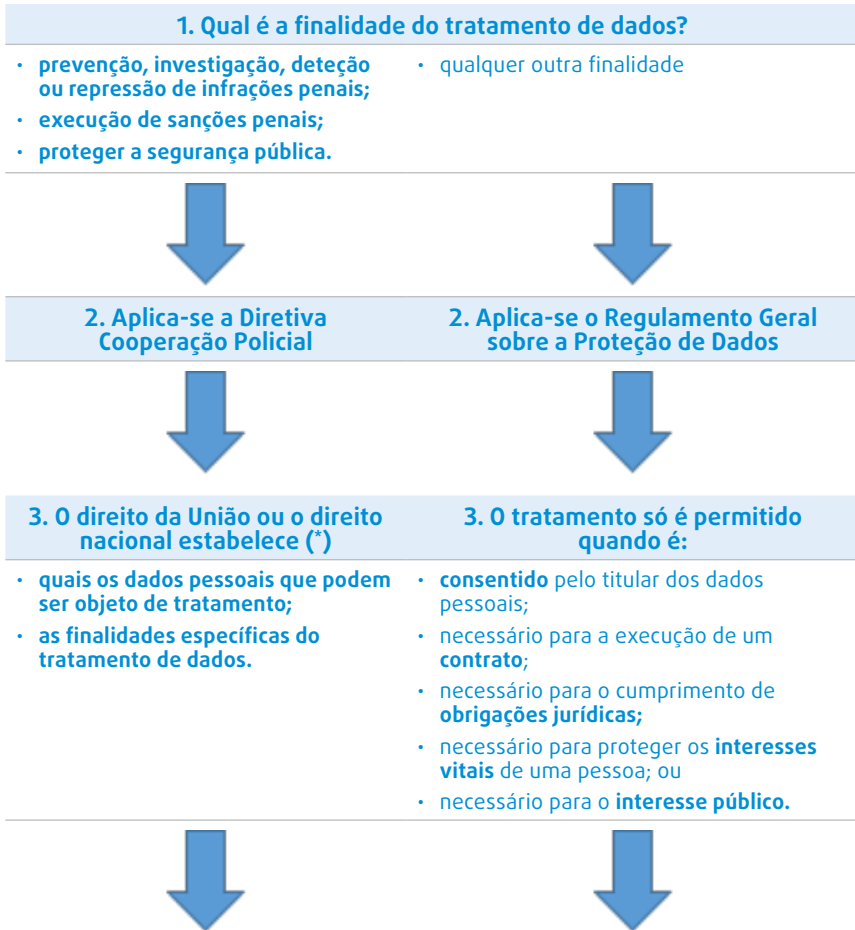 1. Qual é a finalidade do tratamento de dados?
• prevenção, investigação, deteção
ou repressão de infrações penais;
• execução de sanções penais;
• proteger a segurança pública.
• qualquer outra finalidade
2. Aplica-se a Diretiva
Cooperação Policial
2. Aplica-se o Regulamento Geral
sobre a Proteção de Dados
3. O direito da União ou o direito
nacional estabelece (*)
• quais os dados pessoais que podem
ser objeto de tratamento;
• as finalidades específicas do
tratamento de dados.
3. O tratamento só é permitido
quando é:
• consentido pelo titular dos dados
pessoais;
• necessário para a execução de um
contrato;
• necessário para o cumprimento de
obrigações jurídicas;
• necessário para proteger os interesses
vitais de uma pessoa; ou
• necessário para o interesse público.